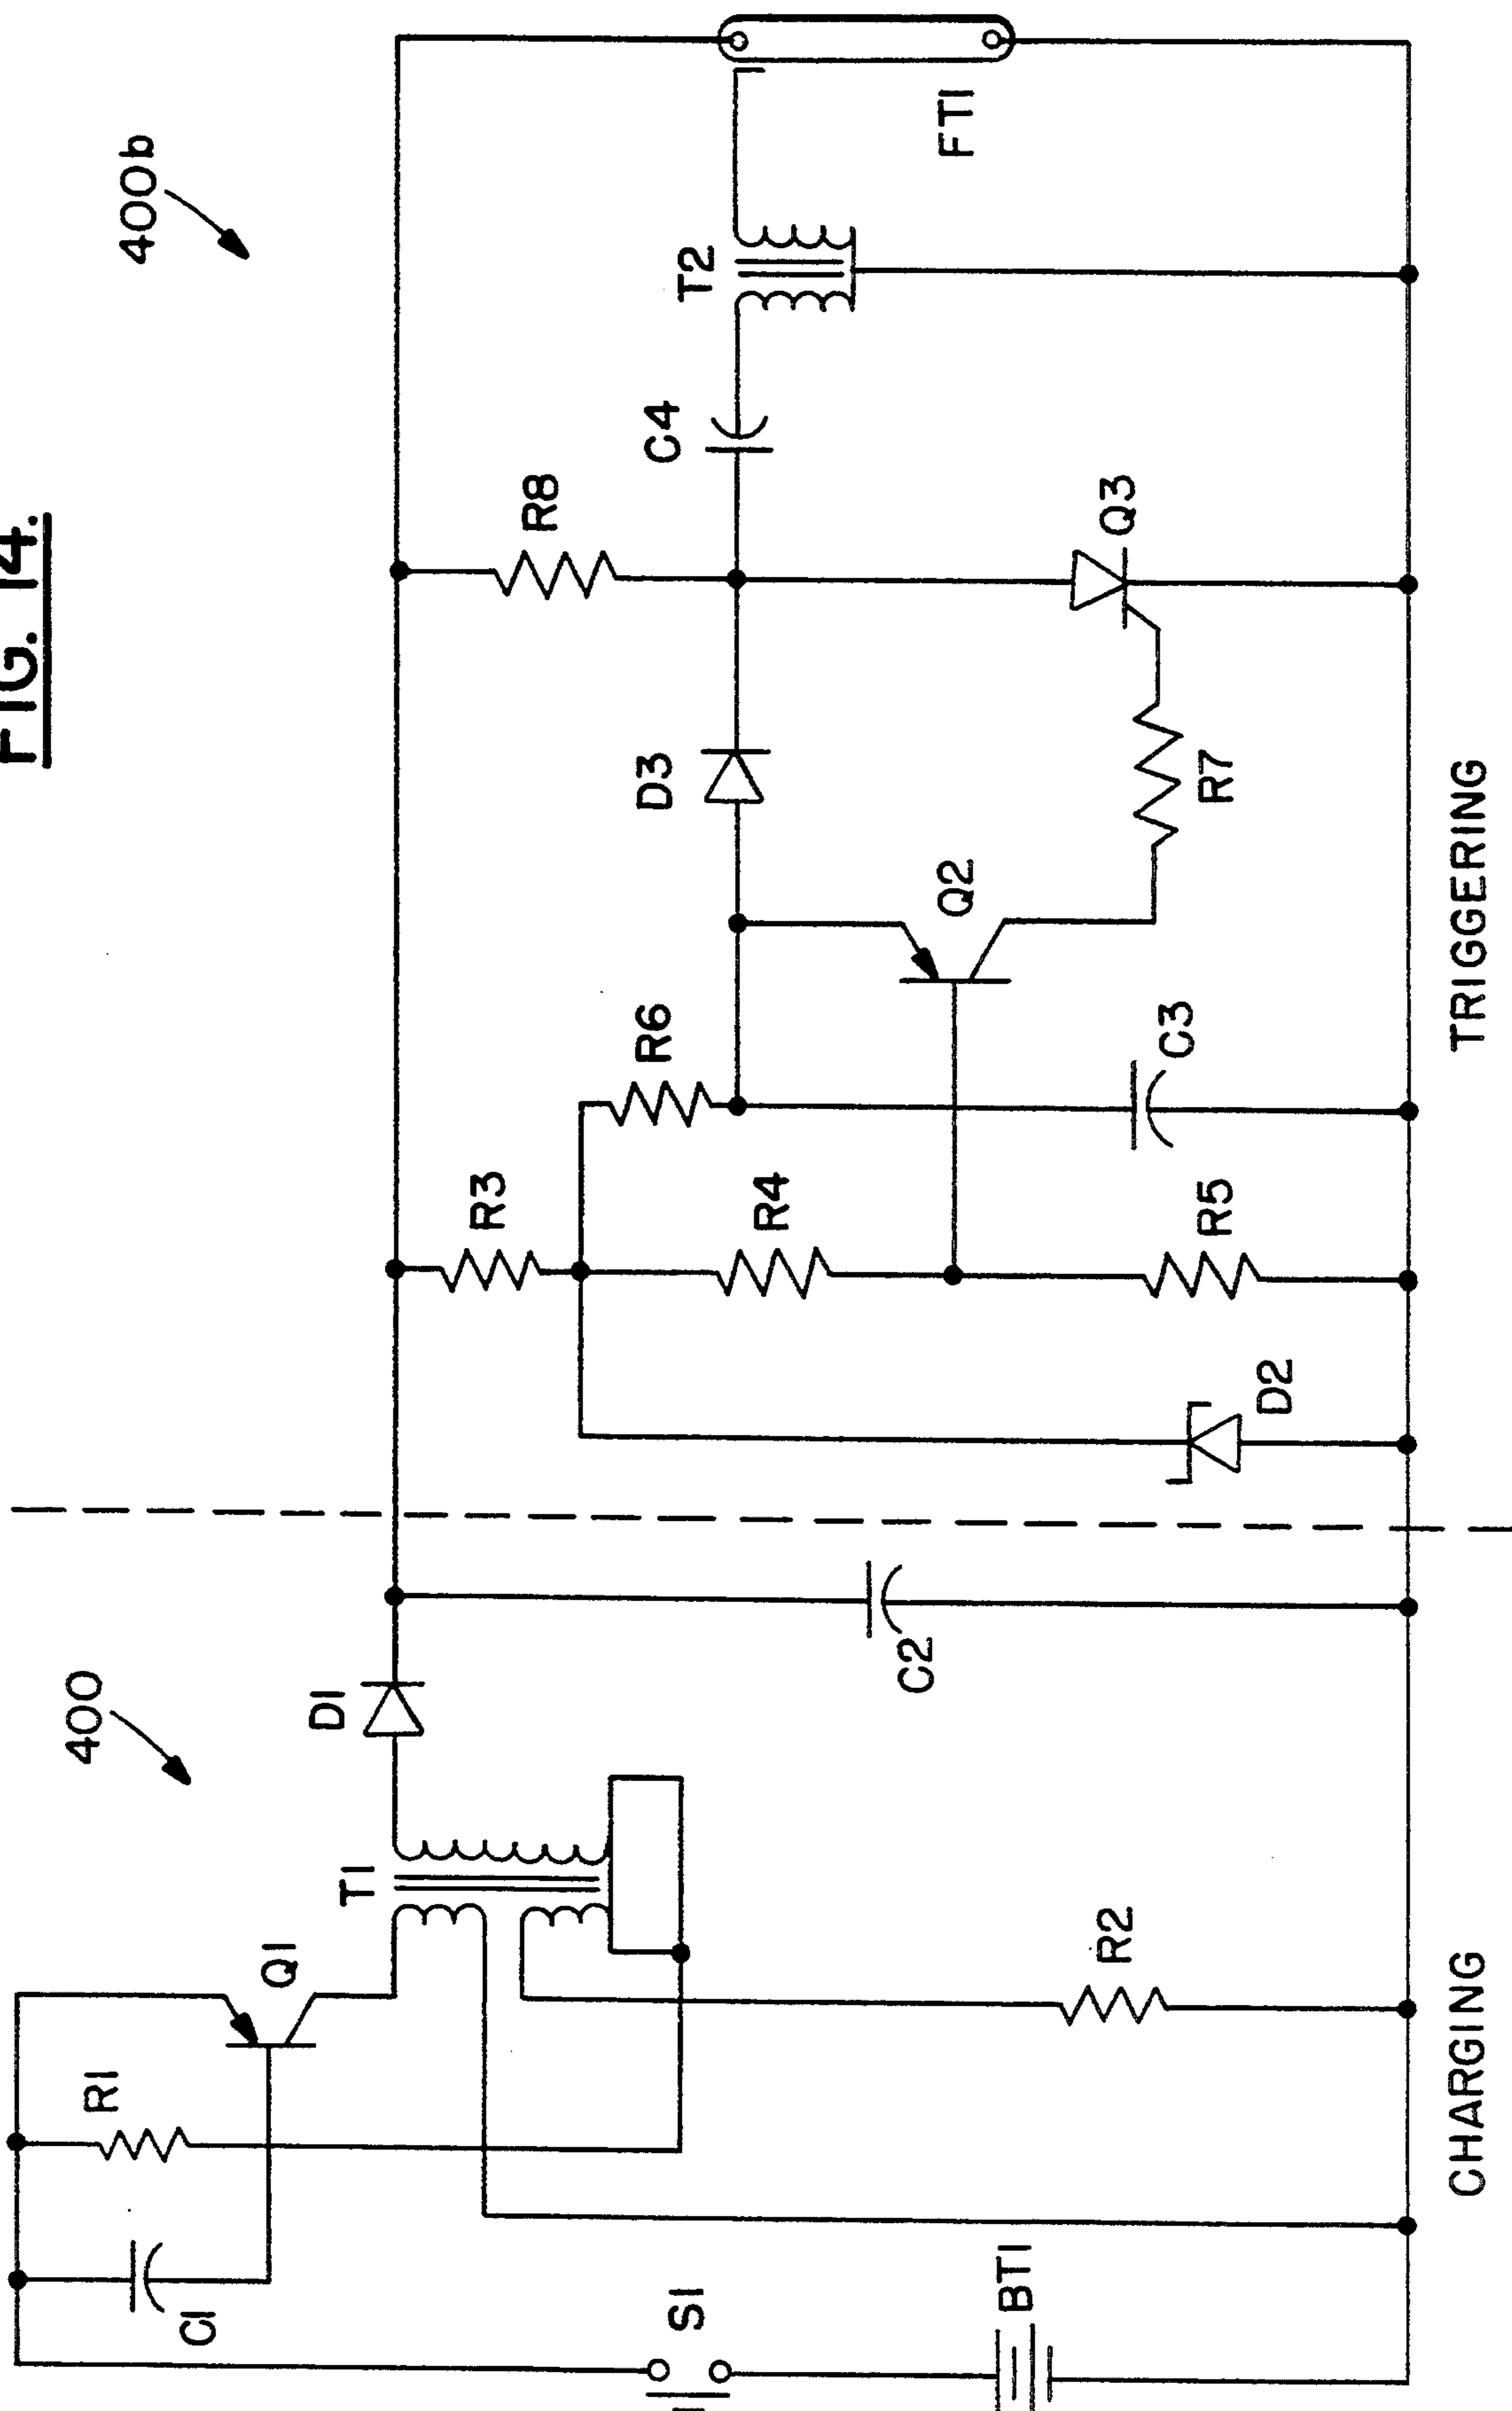 FIG. 14.
400
400b
C1
R1
Q1
T1
D1
S1
BT1
R2
C2
R3
R6
R8
D3
C4
T2
R4
Q2
D2
R5
C3
R7
Q3
FT1
CHARGING
TRIGGERING